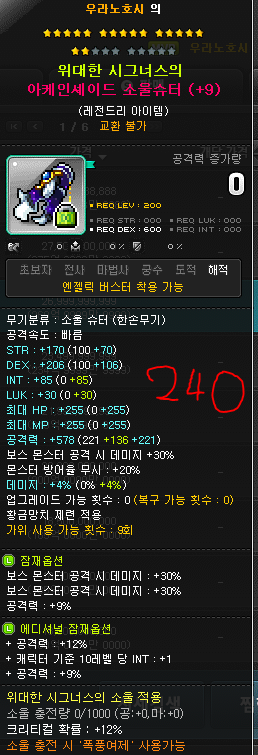 우라노호시 의
위대한 시그너스의
아케인셰이드 소울슈터 (+9)
(레전드리 아이템)
교환 불가
공격력 증가량
0
REQ LEV : 200
REQ STR : 000
REQ LUK : 000
REQ DEX : 600
REQ INT : 000
0 %
0 %
초보자 전사 마법사 궁수 도적 해적
엔젤릭 버스터 착용 가능
무기분류 : 소울 슈터 (한손무기)
공격속도 : 빠름
STR : +170 (100 +70)
DEX : +206 (100 +106)
INT : +85 (0 +85)
LUK : +30 (0 +30)
최대 HP : +255 (0 +255)
최대 MP : +255 (0 +255)
공격력 : +578 (221 +136 +221)
보스 몬스터 공격 시 데미지 +30%
몬스터 방어율 무시 : +20%
데미지 : +4% (0% +4%)
업그레이드 가능 횟수 : 0 (복구 가능 횟수 : 0)
황금망치 제련 적용
가위 사용 가능 횟수 : 9회
240
L 잠재옵션
보스 몬스터 공격 시 데미지 : +30%
보스 몬스터 공격 시 데미지 : +30%
공격력 : +9%
L 에디셔널 잠재옵션
+ 공격력 : +12%
+ 캐릭터 기준 10레벨 당 INT : +1
+ 공격력 : +9%
위대한 시그너스의 소울 적용
소울 충전량 0/1000 (공:+0,마:+0)
크리티컬 확률 : +12%
소울 충전 시 '폭풍여제' 사용가능